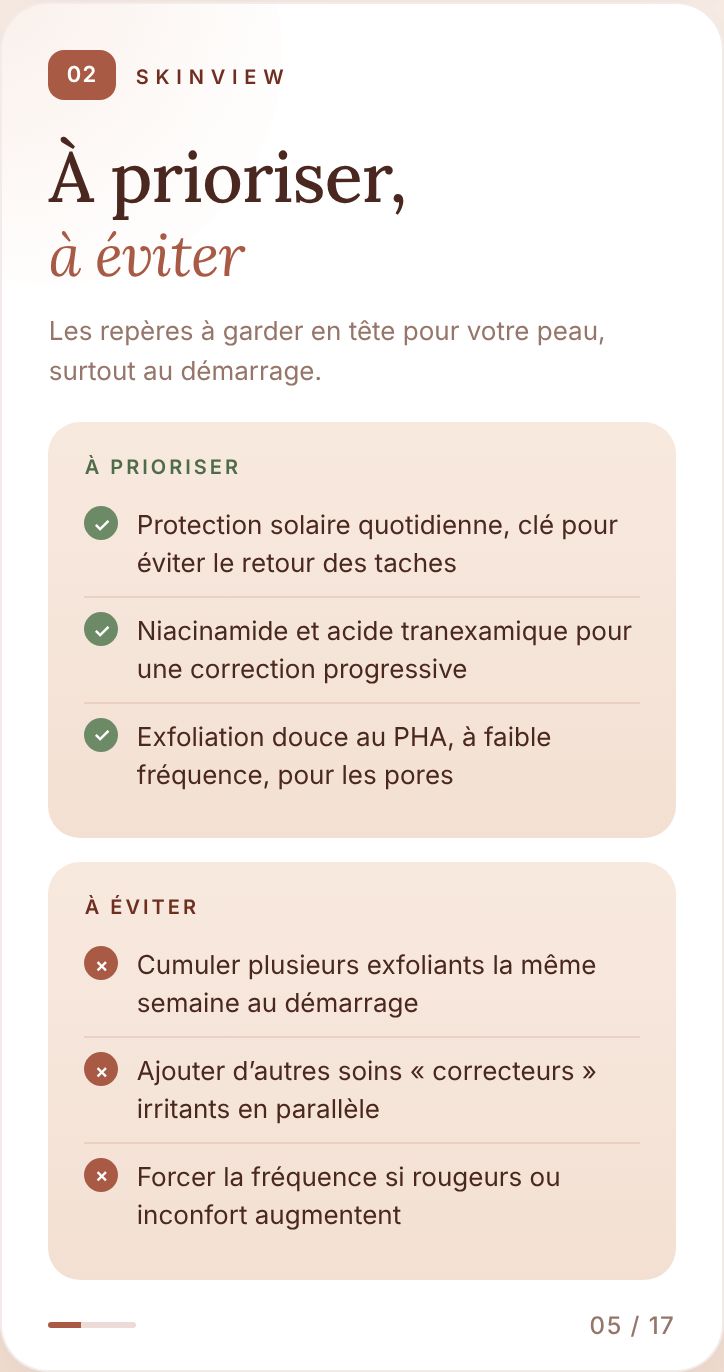 02 SKINVIEW
À prioriser,
à éviter
Les repères à garder en tête pour votre peau,
surtout au démarrage.
À PRIORISER
Protection solaire quotidienne, clé pour
éviter le retour des taches
Niacinamide et acide tranexamique pour
une correction progressive
Exfoliation douce au PHA, à faible
fréquence, pour les pores
À ÉVITER
Cumuler plusieurs exfoliants la même
semaine au démarrage
Ajouter d’autres soins « correcteurs »
irritants en parallèle
Forcer la fréquence si rougeurs ou
inconfort augmentent
05 / 17